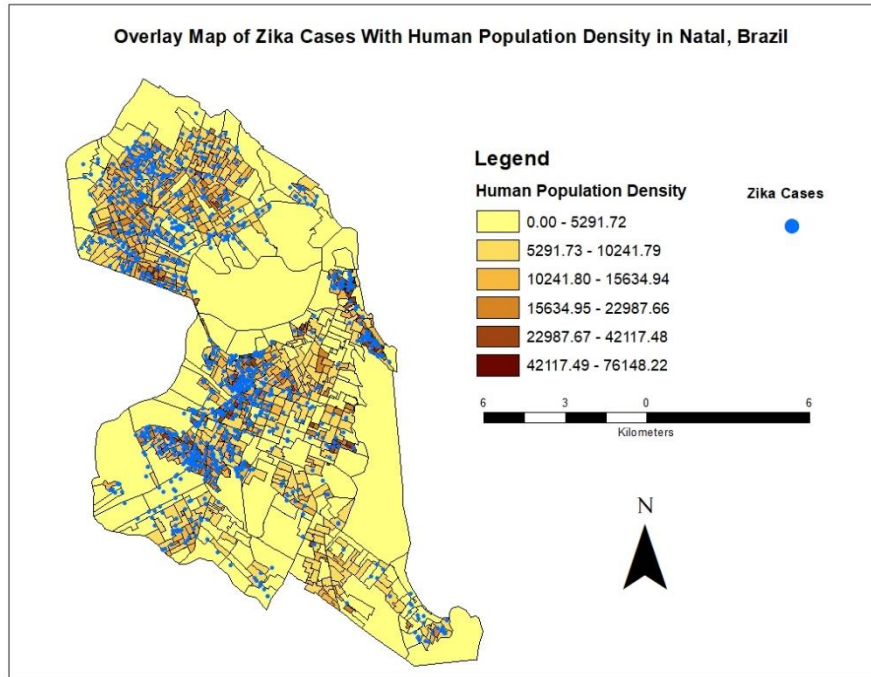 Overlay Map of Zika Cases With Human Population Density in Natal, Brazil
Legend
Human Population Density
Zika Cases
0.00 - 5291.72
5291.73 - 10241.79
10241.80 - 15634.94
15634.95 - 22987.66
22987.67 - 42117.48
42117.49 - 76148.22
6 3 0 6
Kilometers
N